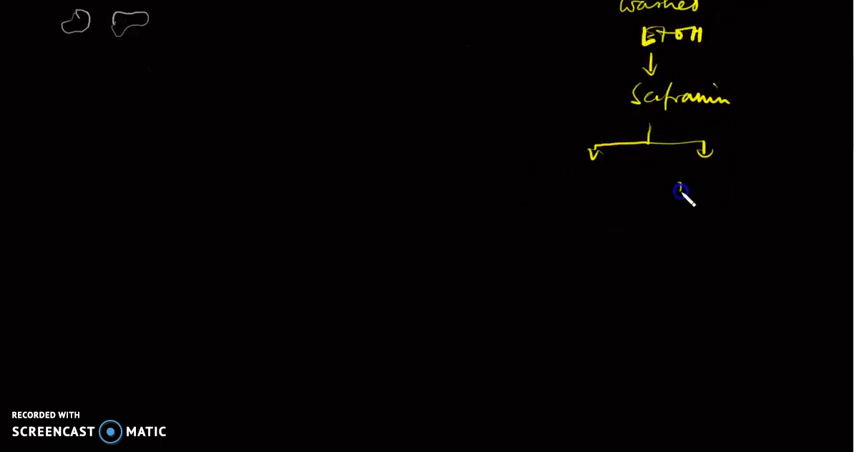 washed
EtOH
Safranin
RECORDED WITH
SCREENCAST MATIC